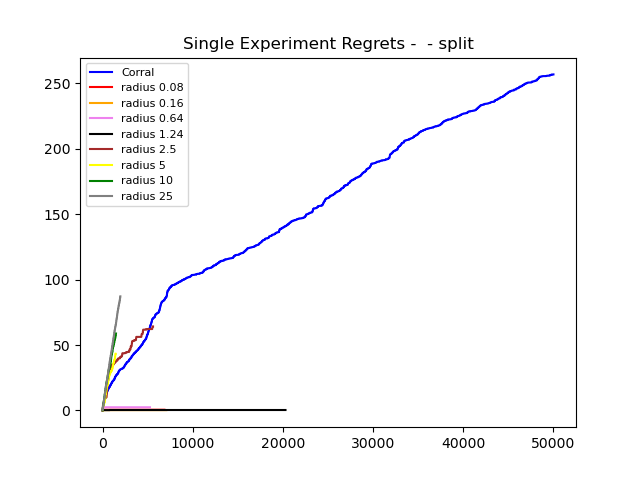 Single Experiment Regrets -  - split
Corral
radius 0.08
radius 0.16
radius 0.64
radius 1.24
radius 2.5
radius 5
radius 10
radius 25
250
200
150
100
50
0
0 10000 20000 30000 40000 50000